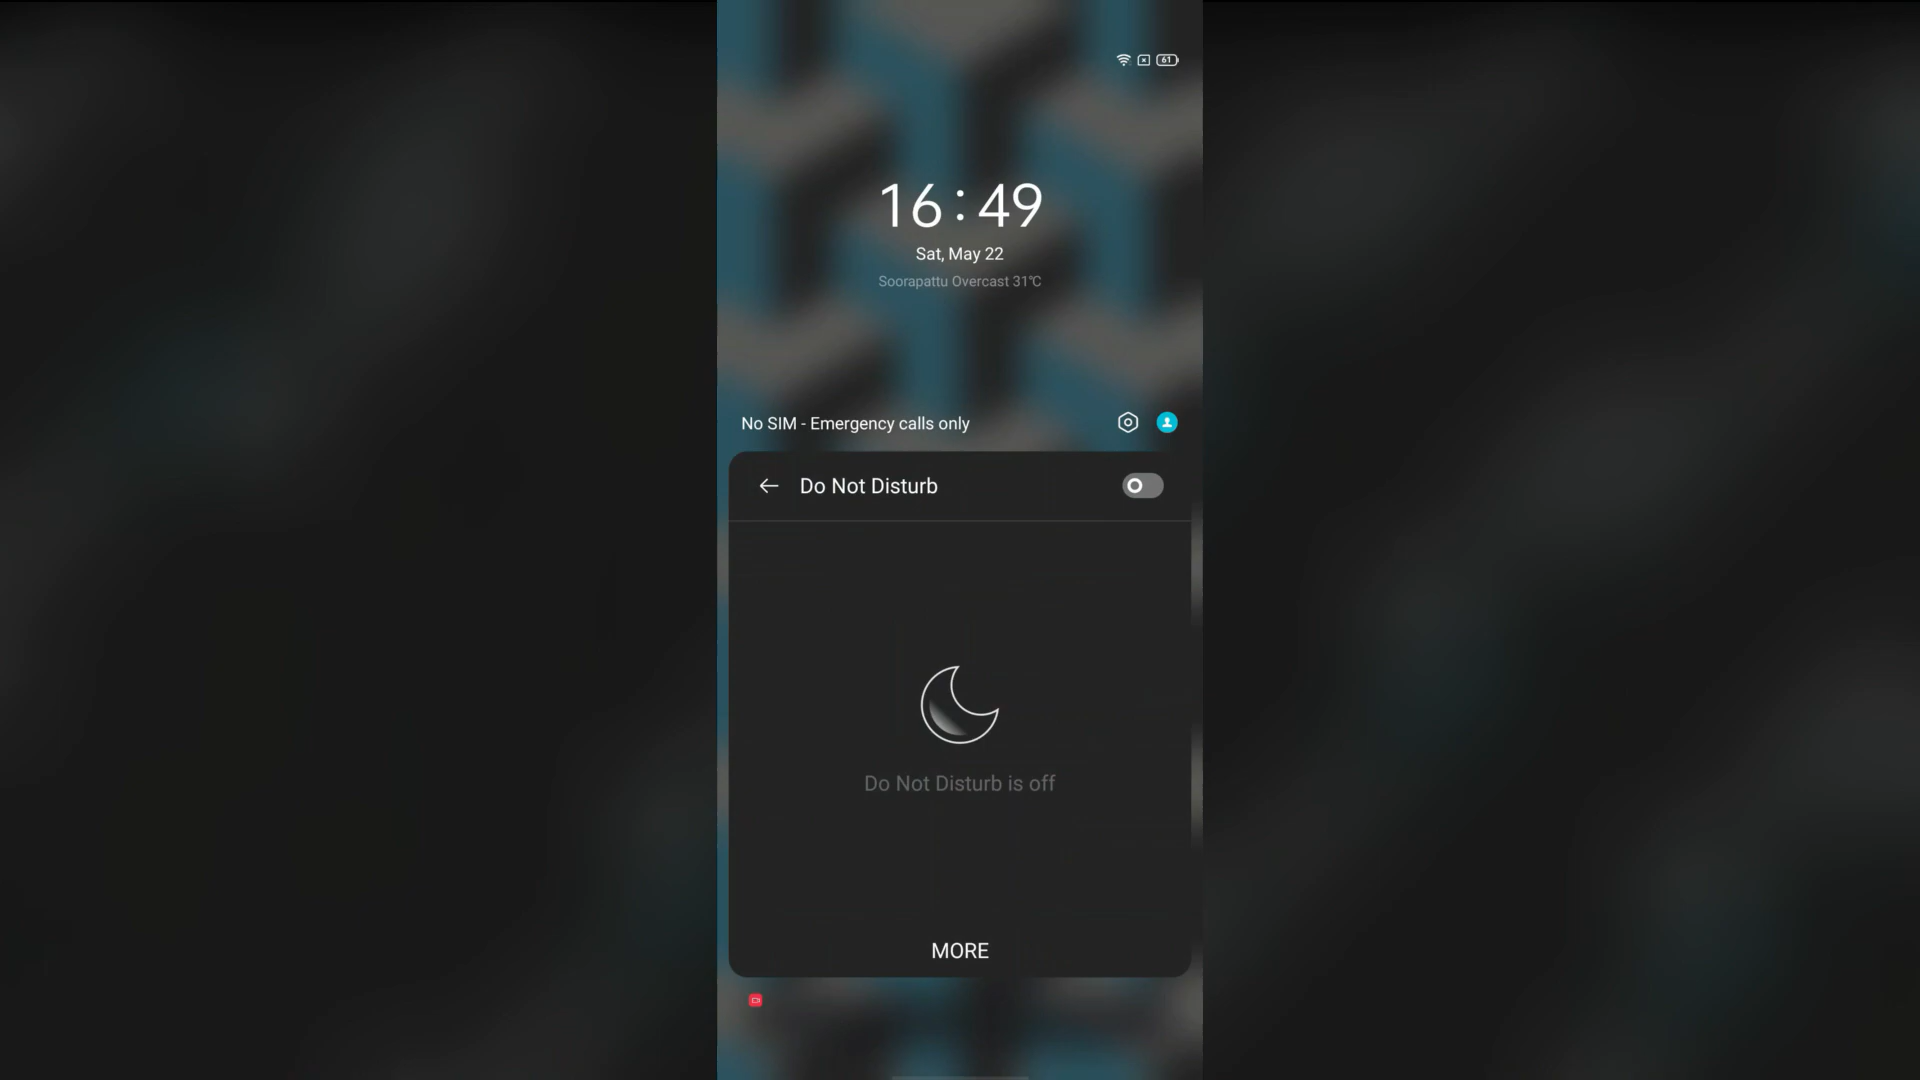 61
16:49
Sat, May 22
Soorapattu Overcast 31℃
No SIM - Emergency calls only
Do Not Disturb
Do Not Disturb is off
MORE